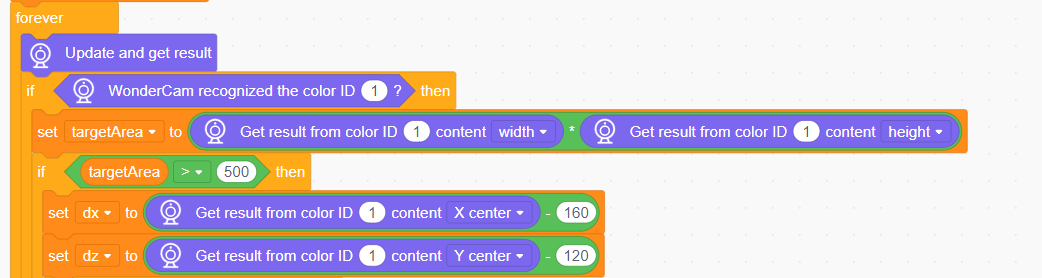 forever
Update and get result
if WonderCam recognized the color ID 1 ? then
set targetArea to Get result from color ID 1 content width * Get result from color ID 1 content height
if targetArea > 500 then
set dx to Get result from color ID 1 content X center - 160
set dz to Get result from color ID 1 content Y center - 120